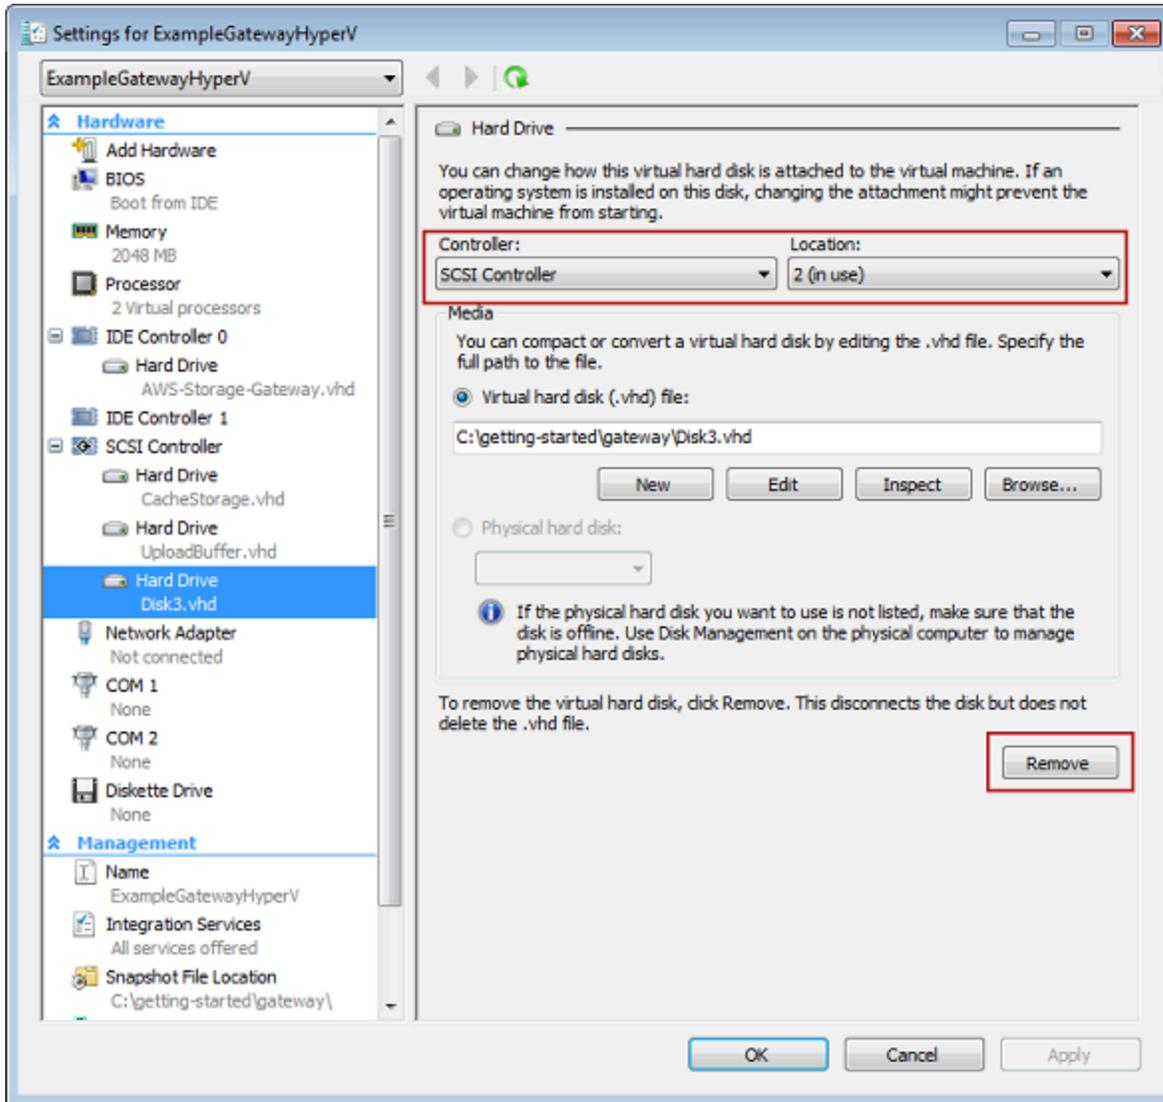 Settings for ExampleGatewayHyperV
ExampleGatewayHyperV
Hardware
Add Hardware
BIOS
Boot from IDE
Memory
2048 MB
Processor
2 Virtual processors
IDE Controller 0
Hard Drive
AWS-Storage-Gateway.vhd
IDE Controller 1
SCSI Controller
Hard Drive
CacheStorage.vhd
Hard Drive
UploadBuffer.vhd
Hard Drive
Disk3.vhd
Network Adapter
Not connected
COM 1
None
COM 2
None
Diskette Drive
None
Management
Name
ExampleGatewayHyperV
Integration Services
All services offered
Snapshot File Location
C:\getting-started\gateway\
Hard Drive
You can change how this virtual hard disk is attached to the virtual machine. If an
operating system is installed on this disk, changing the attachment might prevent the
virtual machine from starting.
Controller: Location:
SCSI Controller 2 (in use)
Media
You can compact or convert a virtual hard disk by editing the .vhd file. Specify the
full path to the file.
Virtual hard disk (.vhd) file:
C:\getting-started\gateway\Disk3.vhd
New Edit Inspect Browse...
Physical hard disk:
If the physical hard disk you want to use is not listed, make sure that the
disk is offline. Use Disk Management on the physical computer to manage
physical hard disks.
To remove the virtual hard disk, click Remove. This disconnects the disk but does not
delete the .vhd file.
Remove
OK Cancel Apply